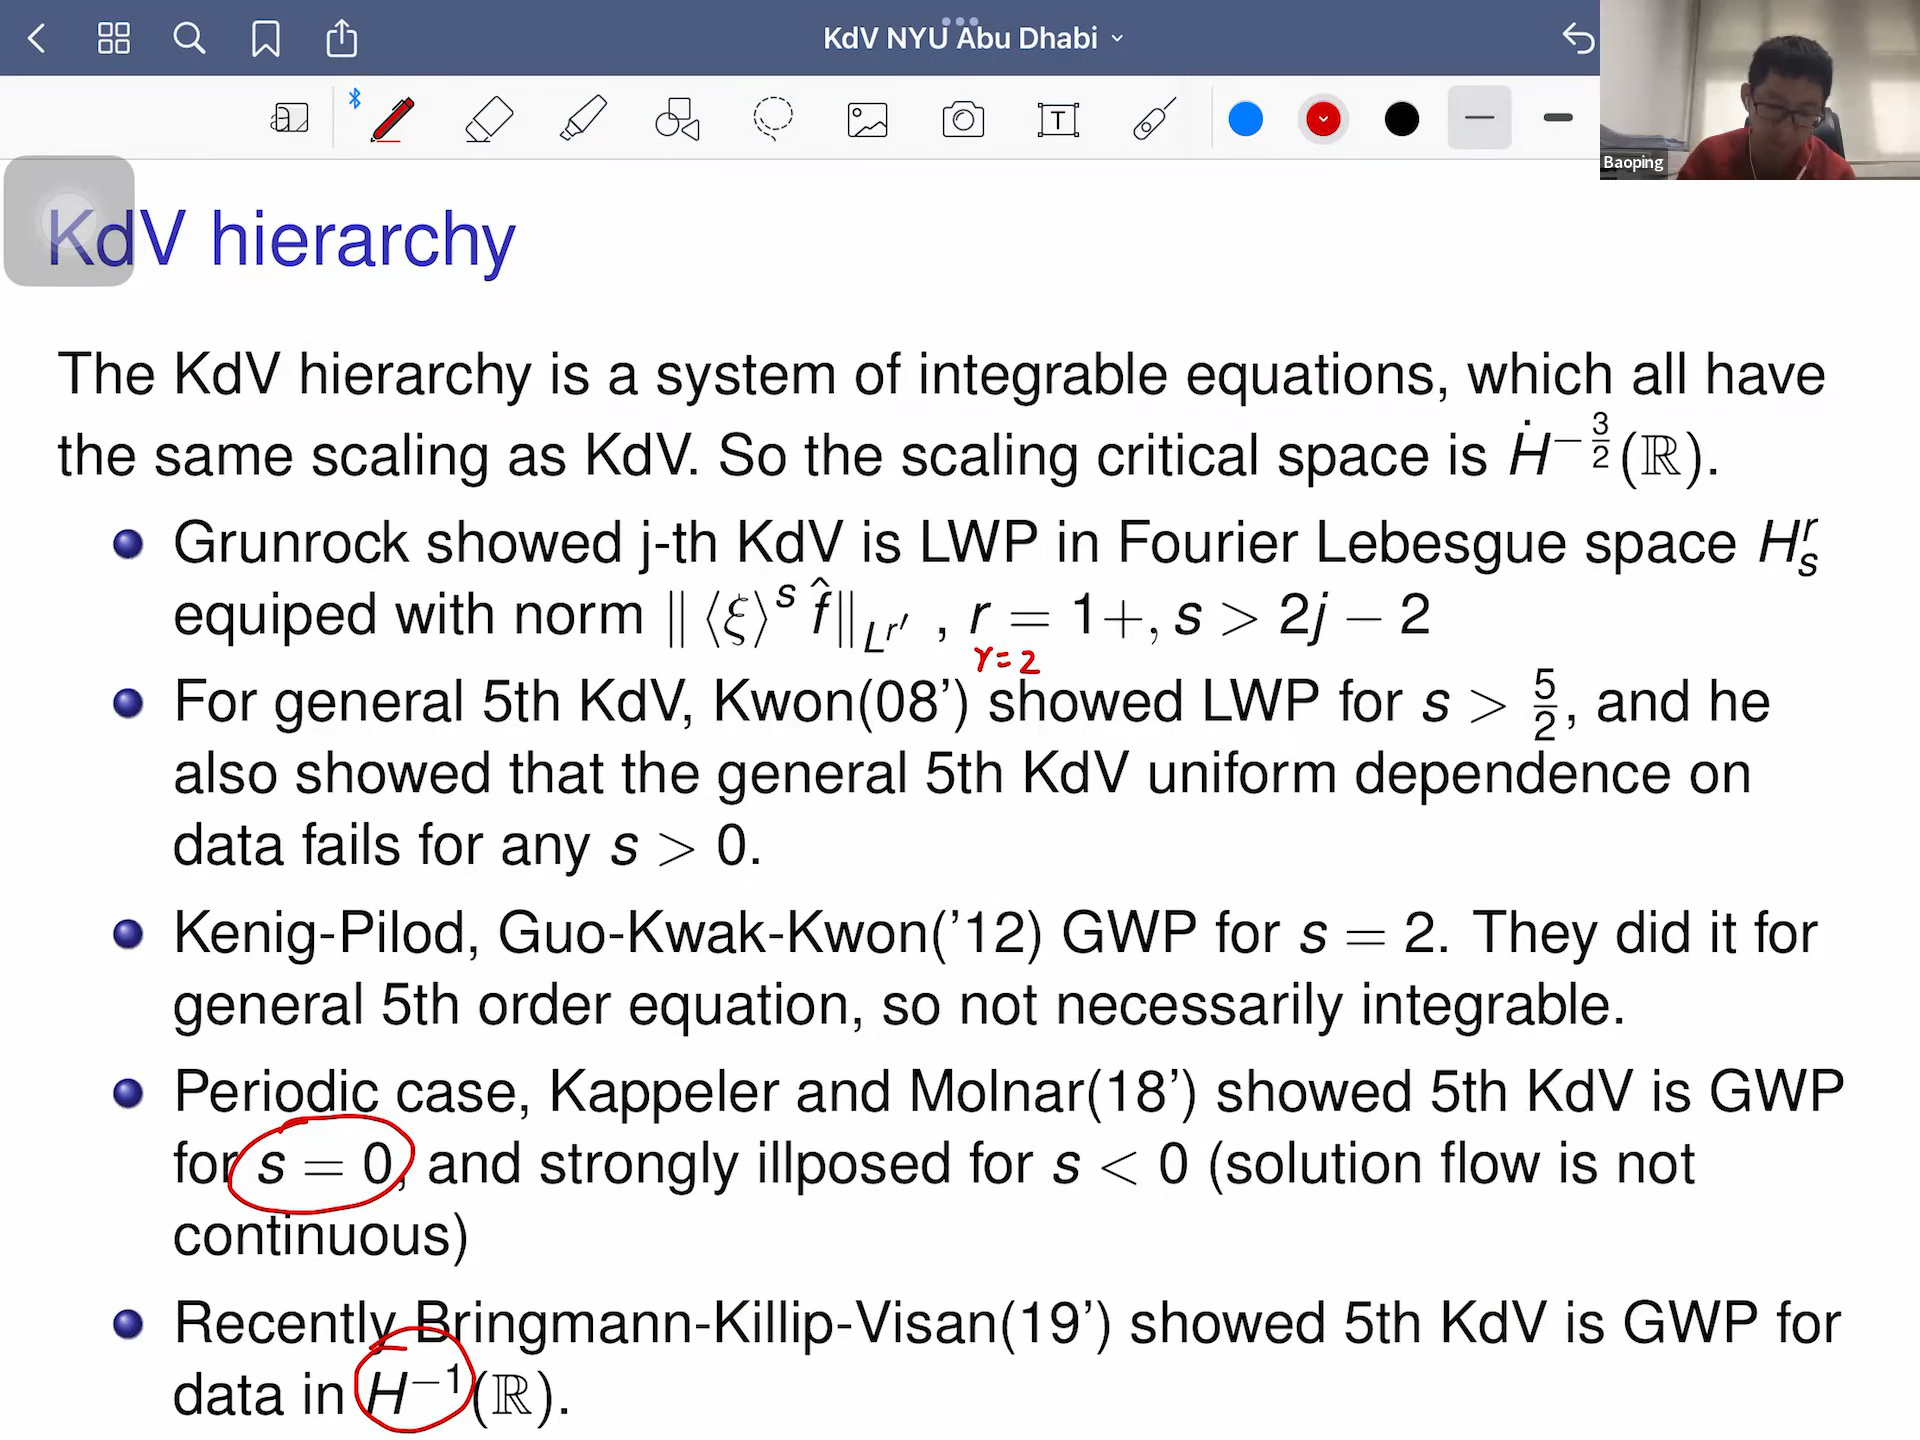 KdV NYU Abu Dhabi
T
Baoping
KdV hierarchy
The KdV hierarchy is a system of integrable equations, which all have
the same scaling as KdV. So the scaling critical space is Ḣ^{-3/2}(ℝ).
Grunrock showed j-th KdV is LWP in Fourier Lebesgue space H^r_s
equiped with norm ‖⟨ξ⟩^s f̂‖_{L^{r'}}, r = 1+, s > 2j − 2
r=2
For general 5th KdV, Kwon(08') showed LWP for s > 5/2, and he
also showed that the general 5th KdV uniform dependence on
data fails for any s > 0.
Kenig-Pilod, Guo-Kwak-Kwon('12) GWP for s = 2. They did it for
general 5th order equation, so not necessarily integrable.
Periodic case, Kappeler and Molnar(18') showed 5th KdV is GWP
for s = 0, and strongly illposed for s < 0 (solution flow is not
continuous)
Recently Bringmann-Killip-Visan(19') showed 5th KdV is GWP for
data in H^{-1}(ℝ).